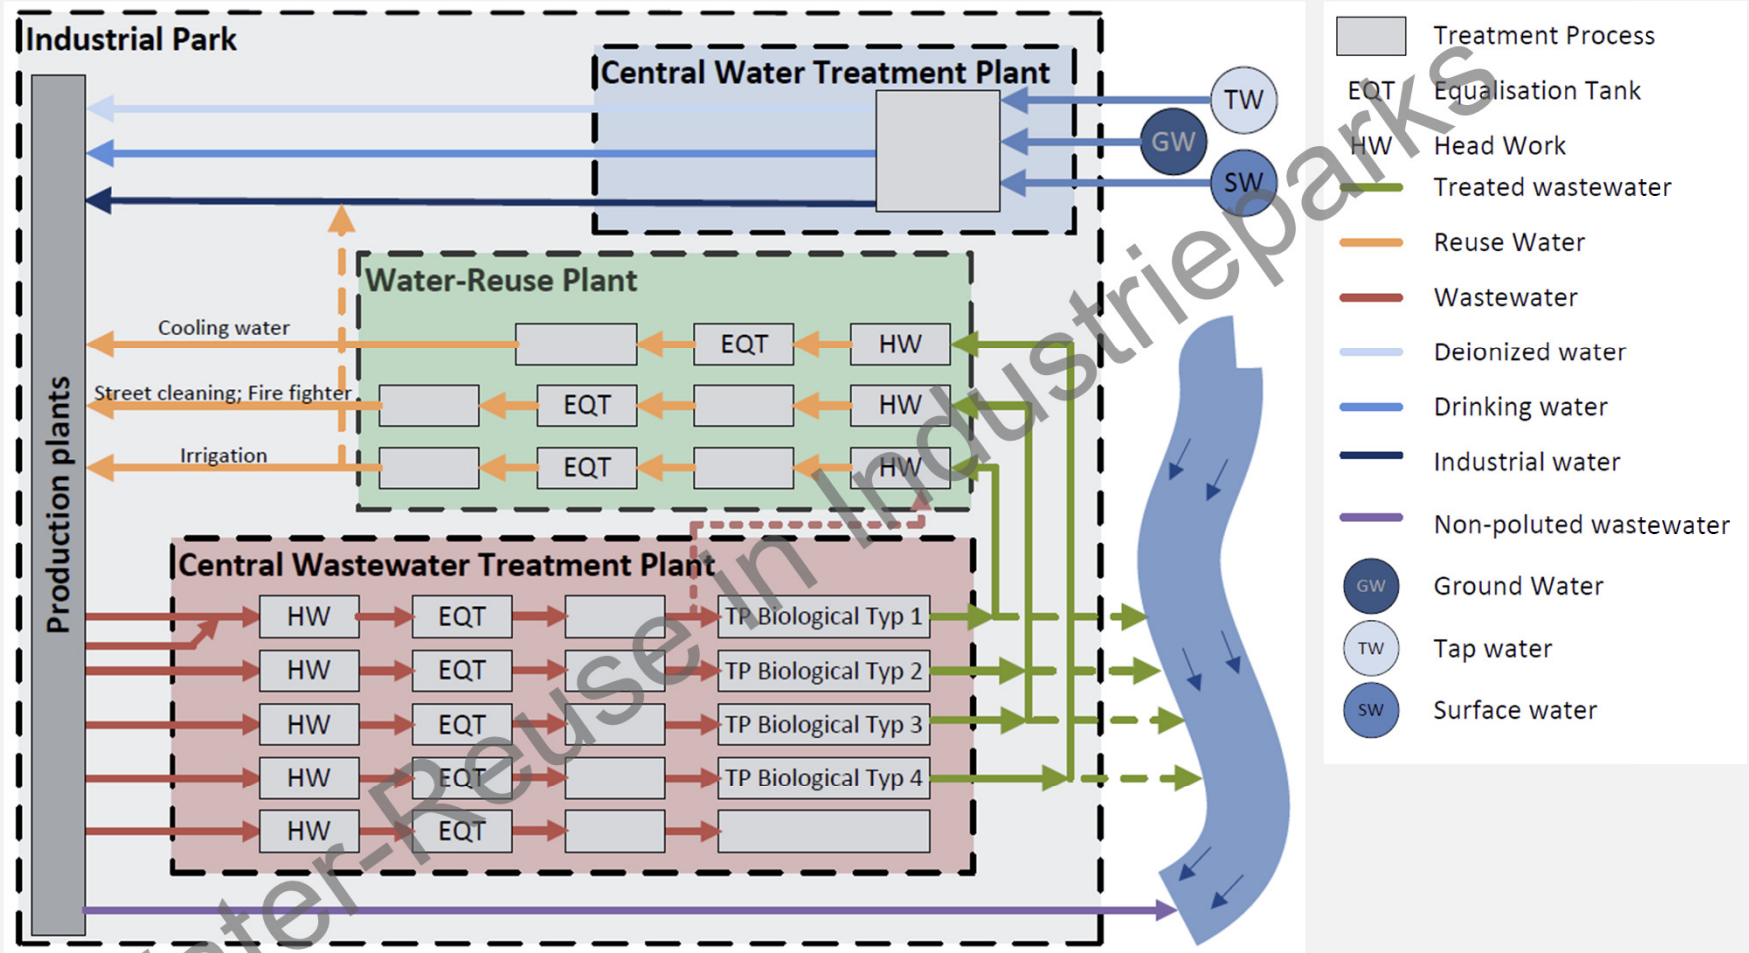 Industrial Park
Central Water Treatment Plant
TW
GW
SW
Water-Reuse Plant
Cooling water
EQT
HW
Street cleaning; Fire fighter
EQT
HW
Irrigation
EQT
HW
Production plants
Central Wastewater Treatment Plant
HW
EQT
TP Biological Typ 1
HW
EQT
TP Biological Typ 2
HW
EQT
TP Biological Typ 3
HW
EQT
TP Biological Typ 4
HW
EQT
Treatment Process
EQT
Equalisation Tank
HW
Head Work
Treated wastewater
Reuse Water
Wastewater
Deionized water
Drinking water
Industrial water
Non-poluted wastewater
GW
Ground Water
TW
Tap water
SW
Surface water
ater-Reuse in Industrieparks